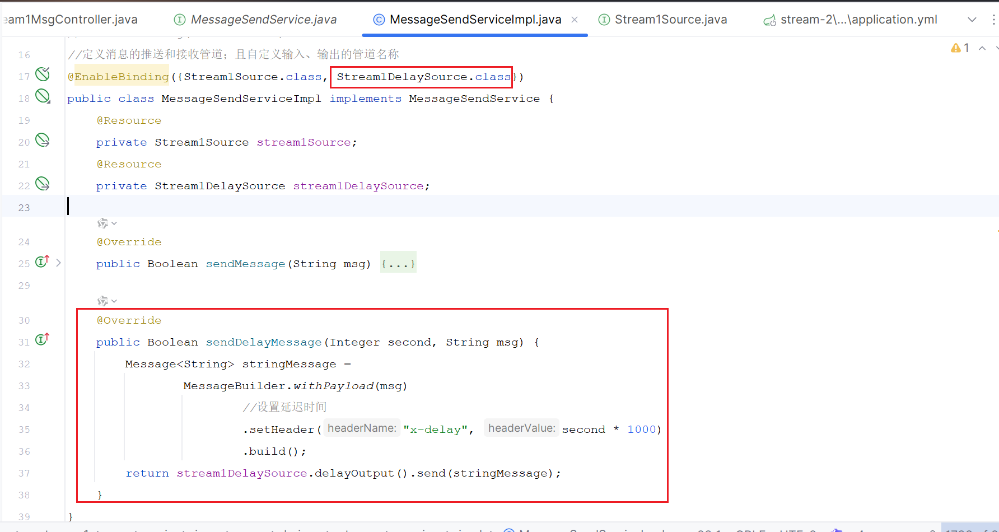 eam1MsgController.java MessageSendService.java MessageSendServiceImpl.java Stream1Source.java stream-2\...\application.yml
16 //定义消息的推送和接收管道；且自定义输入、输出的管道名称 1
17 @EnableBinding({Stream1Source.class, Stream1DelaySource.class})
18 public class MessageSendServiceImpl implements MessageSendService {
19 @Resource
20 private Stream1Source stream1Source;
21 @Resource
22 private Stream1DelaySource stream1DelaySource;
23
24 @Override
25 public Boolean sendMessage(String msg) {...}
29
30 @Override
31 public Boolean sendDelayMessage(Integer second, String msg) {
32 Message<String> stringMessage =
33 MessageBuilder.withPayload(msg)
34 //设置延迟时间
35 .setHeader( headerName: "x-delay", headerValue: second * 1000)
36 .build();
37 return stream1DelaySource.delayOutput().send(stringMessage);
38 }
39 }